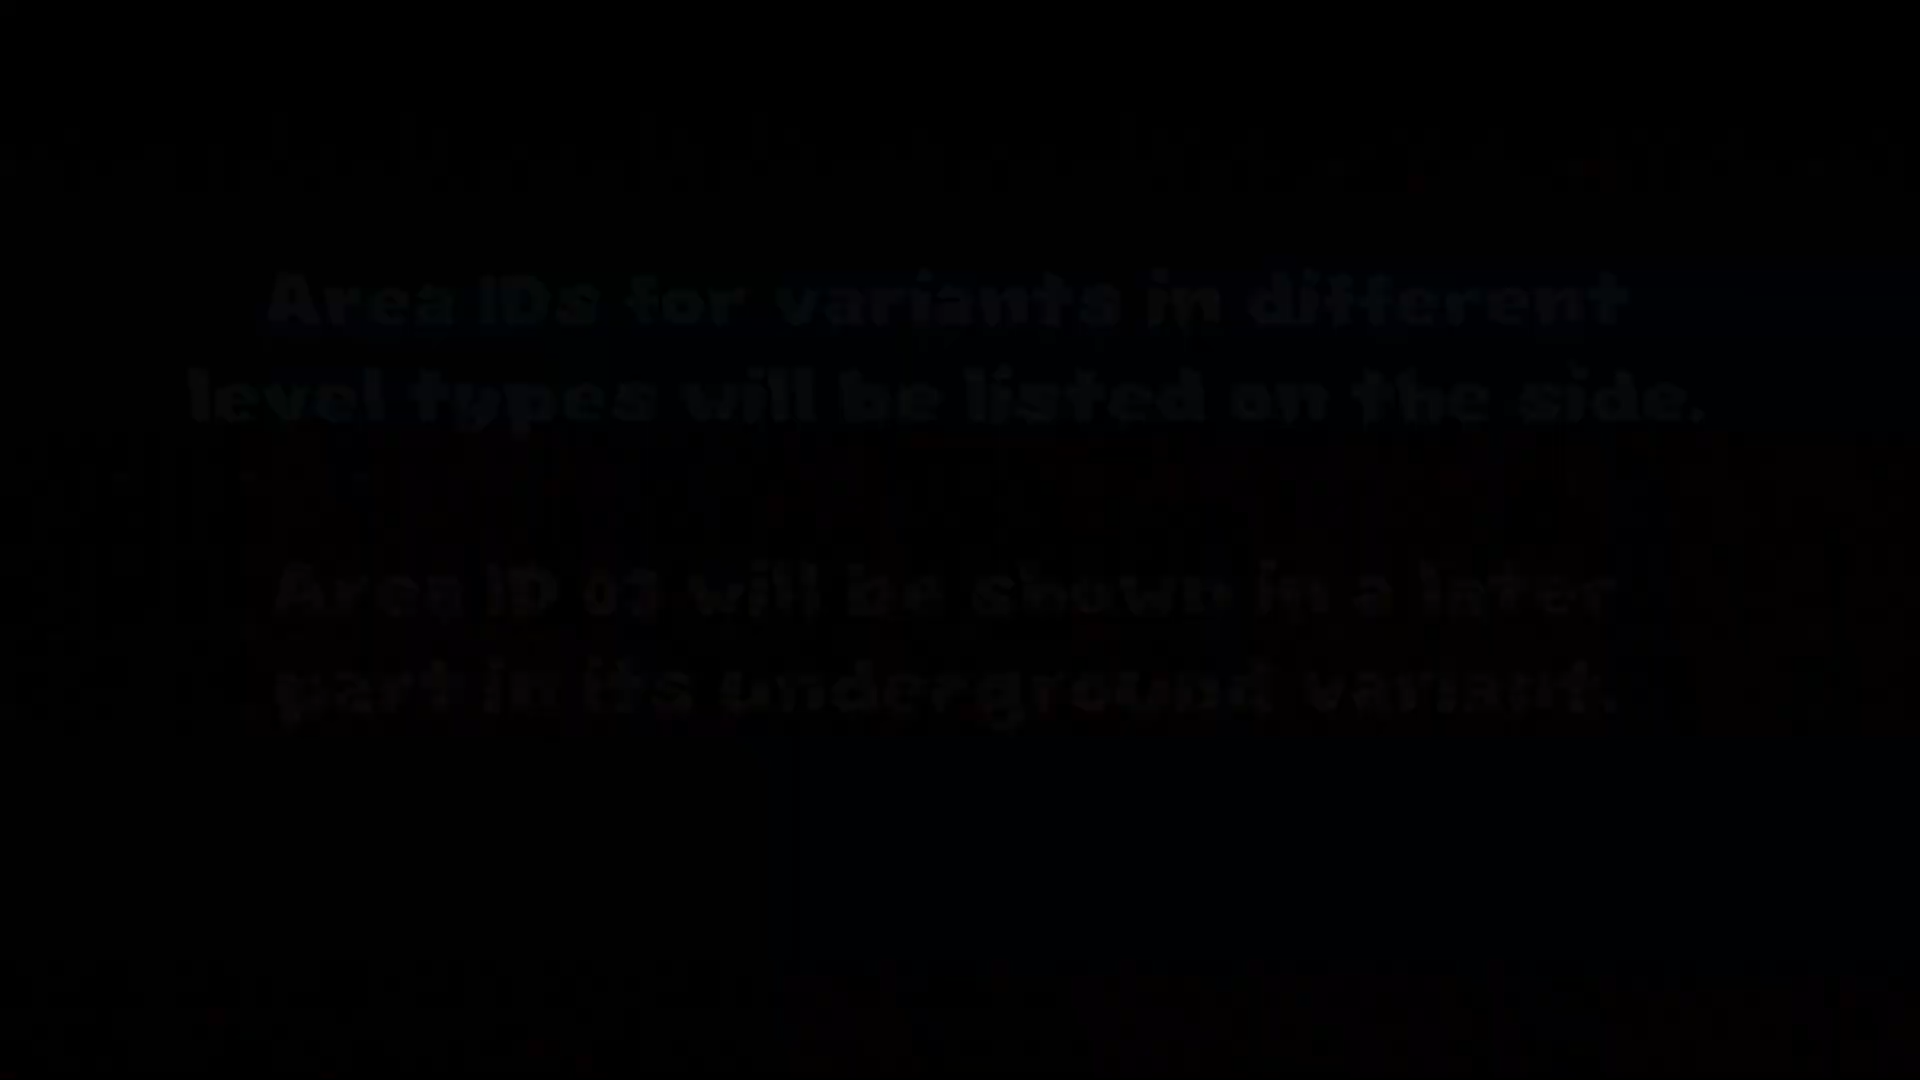 Area IDs for variants in different
level types will be listed on the side.
Area ID 03 will be shown in a later
part in its underground variant.